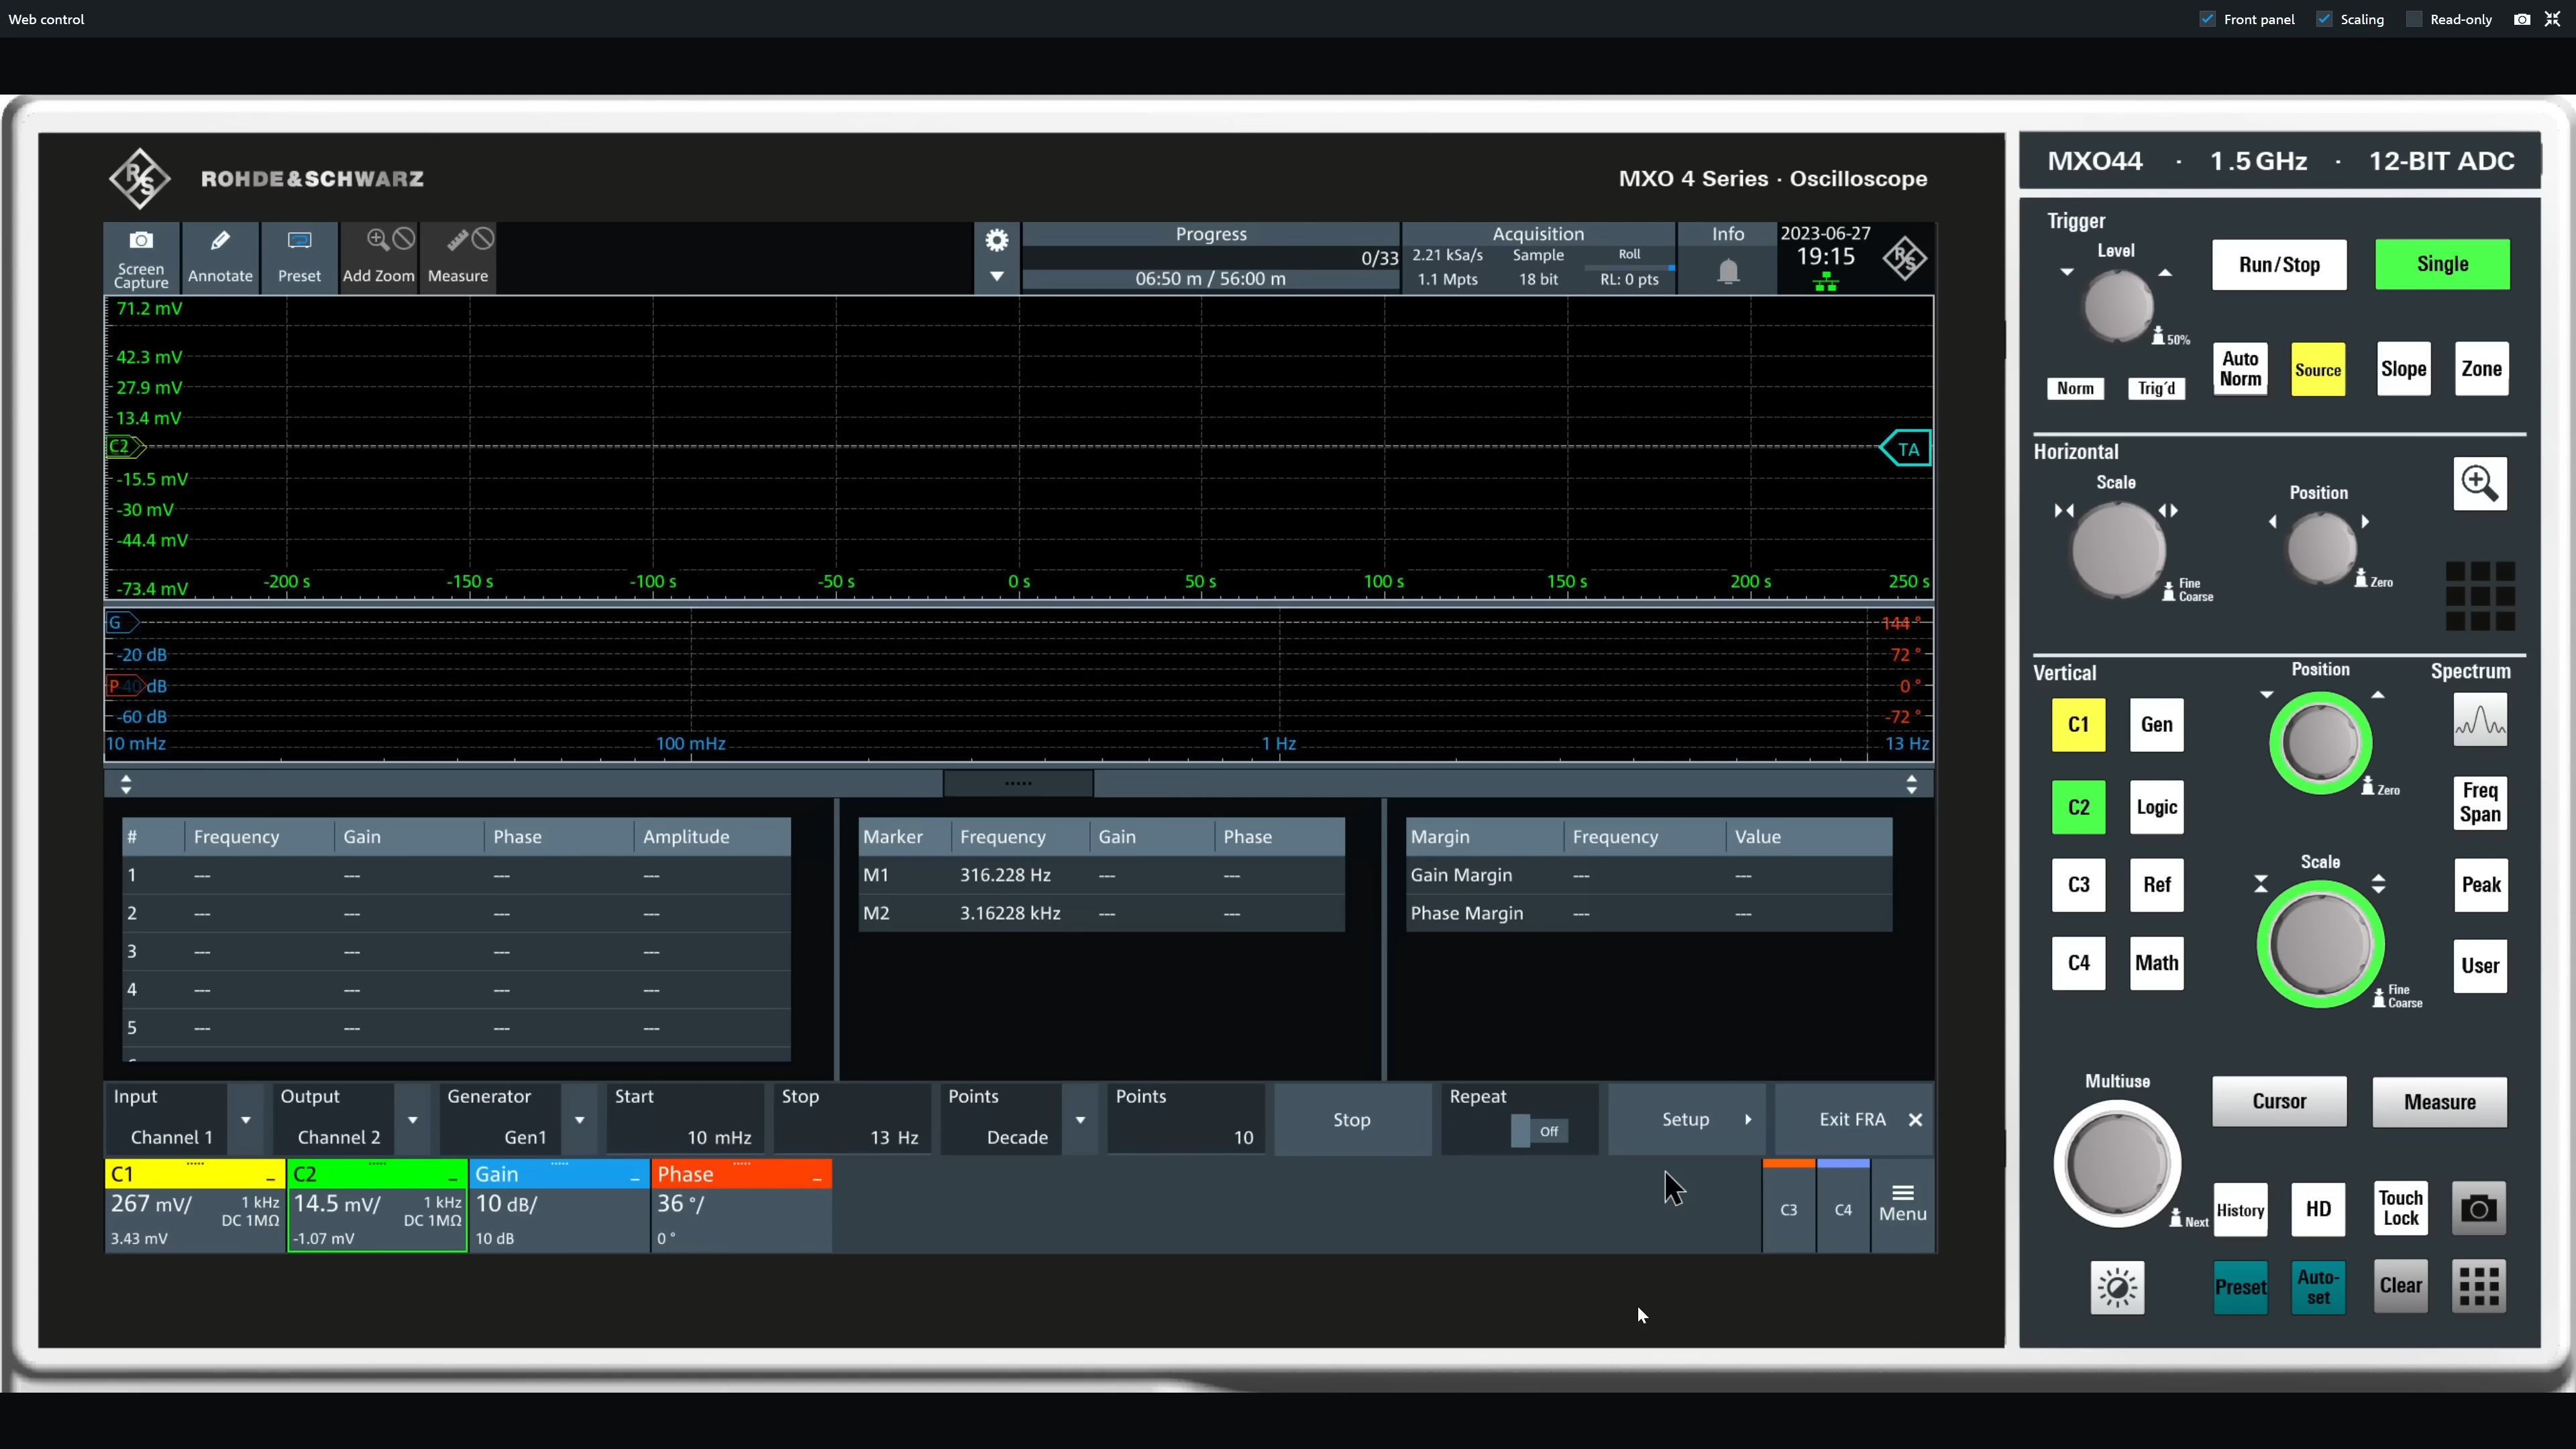 Web control
Front panel Scaling Read-only
ROHDE&SCHWARZ
MXO 4 Series · Oscilloscope
MXO44 · 1.5 GHz · 12-BIT ADC
Screen Capture
Annotate
Preset
Add Zoom
Measure
Progress
0/33
06:50 m / 56:00 m
Acquisition
2.21 kSa/s Sample Roll
1.1 Mpts 18 bit RL: 0 pts
Info
2023-06-27
19:15
71.2 mV
42.3 mV
27.9 mV
13.4 mV
C2
TA
-15.5 mV
-30 mV
-44.4 mV
-73.4 mV
-200 s -150 s -100 s -50 s 0 s 50 s 100 s 150 s 200 s 250 s
G 144 °
-20 dB 72 °
P -40 dB 0 °
-60 dB -72 °
10 mHz 100 mHz 1 Hz 13 Hz
# Frequency Gain Phase Amplitude
1 --- --- --- ---
2 --- --- --- ---
3 --- --- --- ---
4 --- --- --- ---
5 --- --- --- ---
Marker Frequency Gain Phase
M1 316.228 Hz --- ---
M2 3.16228 kHz --- ---
Margin Frequency Value
Gain Margin --- ---
Phase Margin --- ---
Input
Channel 1
Output
Channel 2
Generator
Gen1
Start
10 mHz
Stop
13 Hz
Points
Decade
Points
10
Stop
Repeat
Off
Setup
Exit FRA
C1
267 mV/ 1 kHz
DC 1MΩ
3.43 mV
C2
14.5 mV/ 1 kHz
DC 1MΩ
-1.07 mV
Gain
10 dB/
10 dB
Phase
36 °/
0 °
C3
C4
Menu
Trigger
Level
50%
Run/Stop
Single
Norm
Trig'd
Auto Norm
Source
Slope
Zone
Horizontal
Scale
Fine
Coarse
Position
Zero
Vertical
Position
Spectrum
C1
Gen
Zero
C2
Logic
Freq Span
Scale
C3
Ref
Peak
C4
Math
User
Fine
Coarse
Multiuse
Next
Cursor
Measure
History
HD
Touch Lock
Preset
Auto-set
Clear